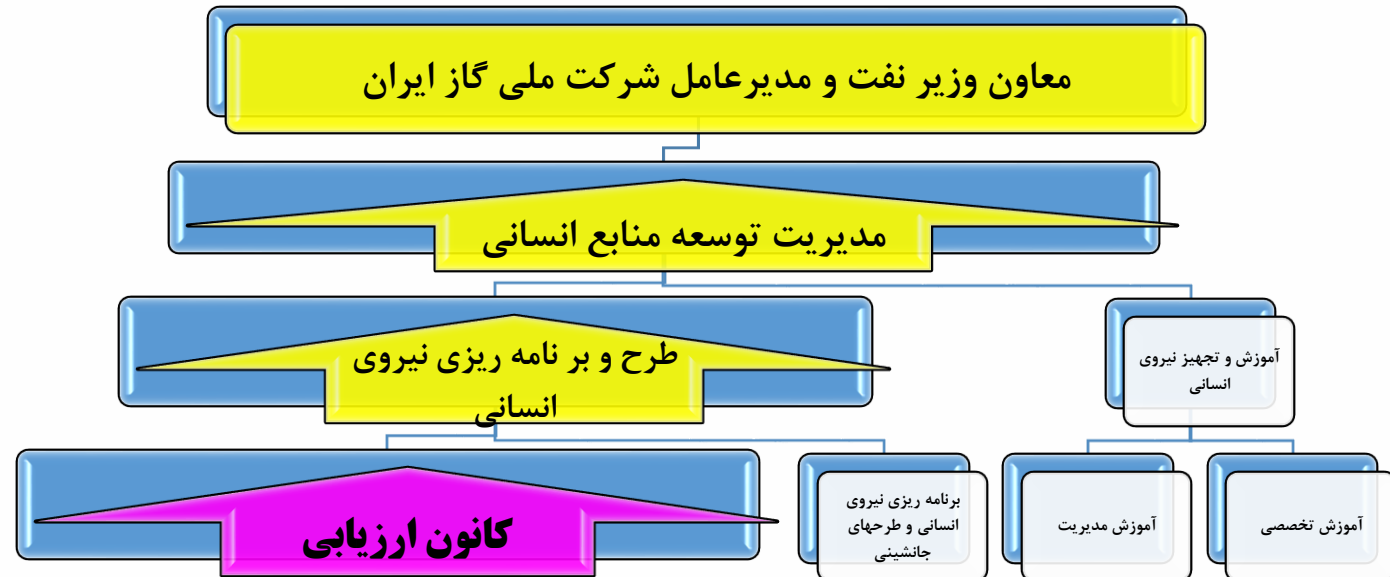 معاون وزیر نفت و مدیرعامل شرکت ملی گاز ایران
مدیریت توسعه منابع انسانی
طرح و بر نامه ریزی نیروی
انسانی
آموزش و تجهیز نیروی
انسانی
کانون ارزیابی
برنامه ریزی نیروی
انسانی و طرحهای
جانشینی
آموزش مدیریت
آموزش تخصصی